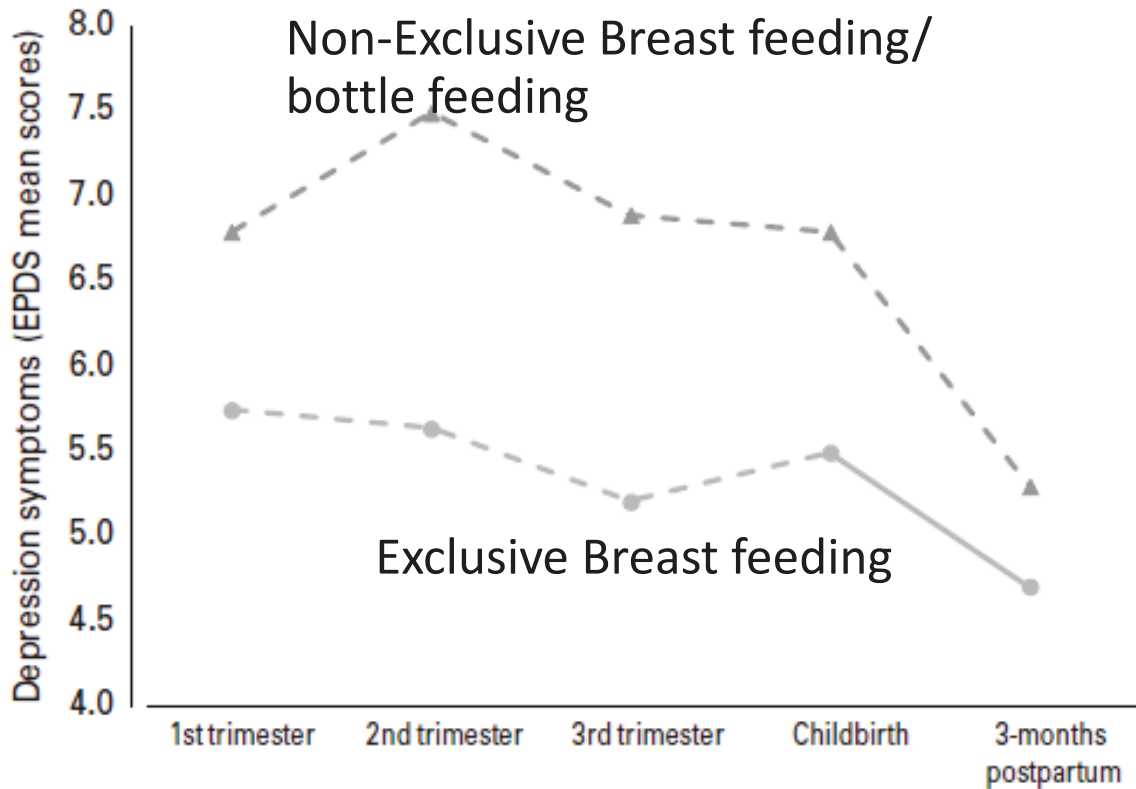 Non-Exclusive Breast feeding/
bottle feeding
Depression symptoms (EPDS mean scores)
8.0
7.5
7.0
6.5
6.0
5.5
5.0
4.5
4.0
Exclusive Breast feeding
1st trimester
2nd trimester
3rd trimester
Childbirth
3-months
postpartum